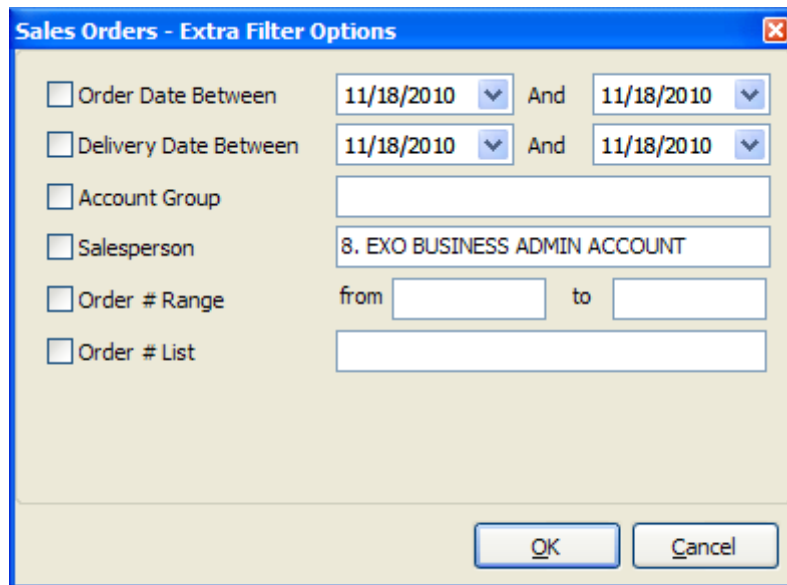 Sales Orders - Extra Filter Options
Order Date Between 11/18/2010 And 11/18/2010
Delivery Date Between 11/18/2010 And 11/18/2010
Account Group
Salesperson 8. EXO BUSINESS ADMIN ACCOUNT
Order # Range from to
Order # List
OK Cancel